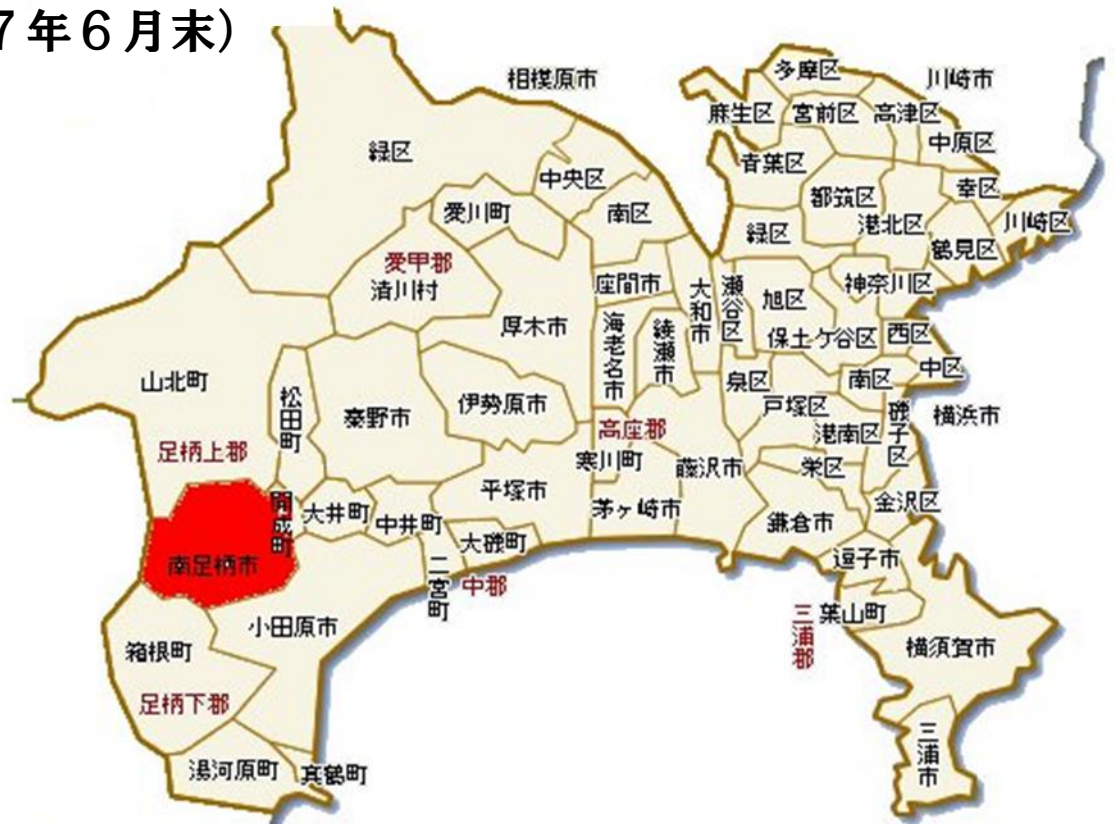 7年6月末)
相模原市
多摩区
川崎市
麻生区
宮前区
高津区
中原区
緑区
青葉区
中央区
都筑区
幸区
愛川町
南区
緑区
港北区
川崎区
鶴見区
愛甲郡
清川村
座間市
大和市
瀬谷区
旭区
神奈川区
厚木市
海老名市
綾瀬市
保土ケ谷区
西区
山北町
松田町
秦野市
伊勢原市
泉区
南区
中区
戸塚区
磯子区
横浜市
足柄上郡
高座郡
寒川町
藤沢市
港南区
栄区
開成町
大井町
中井町
平塚市
茅ヶ崎市
鎌倉市
金沢区
南足柄市
大磯町
二宮町
中郡
逗子市
小田原市
三浦郡
葉山町
箱根町
横須賀市
足柄下郡
三浦市
湯河原町
真鶴町